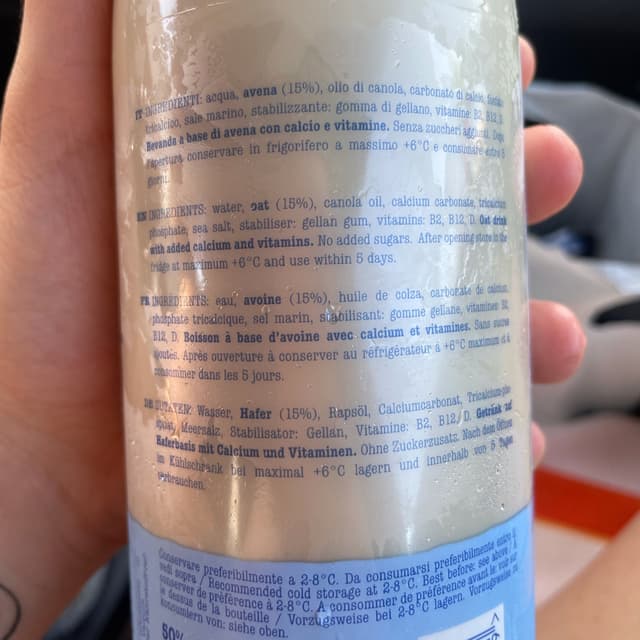 IT INGREDIENTI: acqua, avena (15%), olio di canola, carbonato di calcio, fosfato
tricalcico, sale marino, stabilizzante: gomma di gellano, vitamine: B2, B12, D.
Bevanda a base di avena con calcio e vitamine. Senza zuccheri aggiunti. Dopo
l'apertura conservare in frigorifero a massimo +6°C e consumare entro 5
giorni.
EN INGREDIENTS: water, oat (15%), canola oil, calcium carbonate, tricalcium
phosphate, sea salt, stabiliser: gellan gum, vitamins: B2, B12, D. Oat drink
with added calcium and vitamins. No added sugars. After opening store in the
fridge at maximum +6°C and use within 5 days.
FR INGREDIENTS: eau, avoine (15%), huile de colza, carbonate de calcium,
phosphate tricalcique, sel marin, stabilisant: gomme gellane, vitamines: B2,
B12, D. Boisson à base d'avoine avec calcium et vitamines. Sans sucres
ajoutés. Après ouverture à conserver au réfrigérateur à +6°C maximum et à
consommer dans les 5 jours.
DE ZUTATEN: Wasser, Hafer (15%), Rapsöl, Calciumcarbonat, Tricalciumpho-
sphat, Meersalz, Stabilisator: Gellan, Vitamine: B2, B12, D. Getränk auf
Haferbasis mit Calcium und Vitaminen. Ohne Zuckerzusatz. Nach dem Öffnen
im Kühlschrank bei maximal +6°C lagern und innerhalb von 5 Tagen
verbrauchen.
Conservare preferibilmente a 2-8°C. Da consumarsi preferibilmente entro:
vedi sopra / Recommended cold storage at 2-8°C. Best before: see above /
conserver de préférence à 2-8°C. A consommer de préférence avant le: voir sur
le dessus de la bouteille / Vorzugsweise bei 2-8°C lagern. Vorzugsweise zu
konsumieren von: siehe oben.
50%